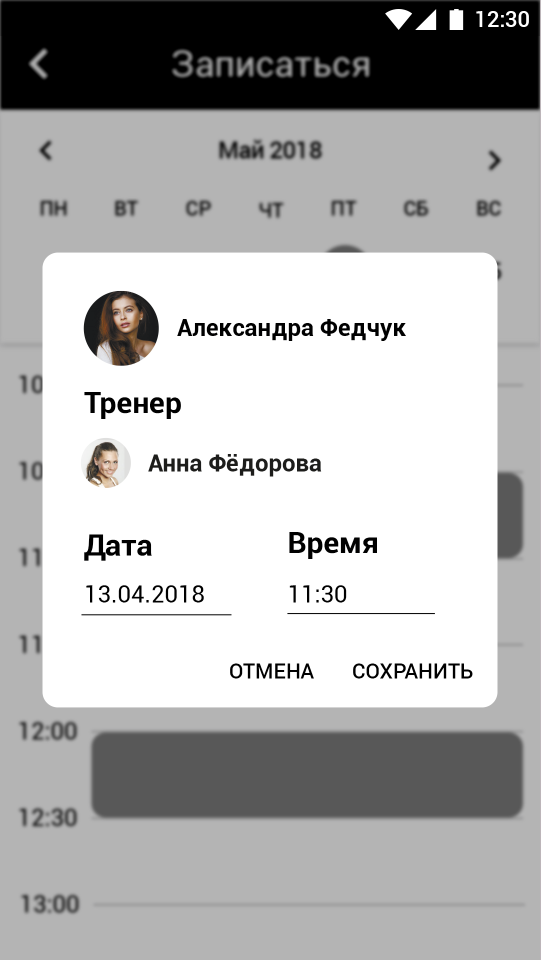 12:30
Записаться
Май 2018
ПН ВТ СР ЧТ ПТ СБ ВС
Александра Федчук
Тренер
Анна Фёдорова
Дата Время
13.04.2018 11:30
ОТМЕНА СОХРАНИТЬ
10
10
11
11
12:00
12:30
13:00